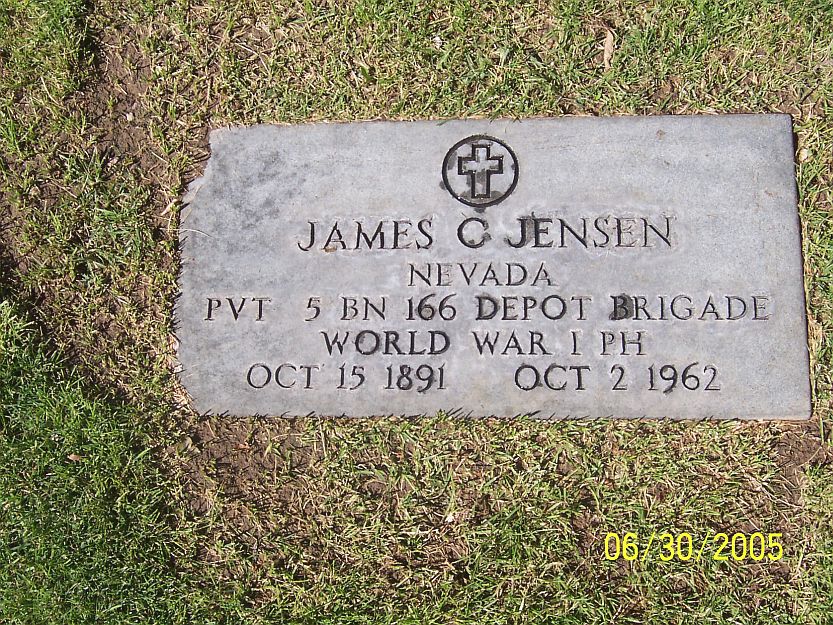 JAMES C JENSEN
NEVADA
PVT 5 BN 166 DEPOT BRIGADE
WORLD WAR I PH
OCT 15 1891 OCT 2 1962
06/30/2005